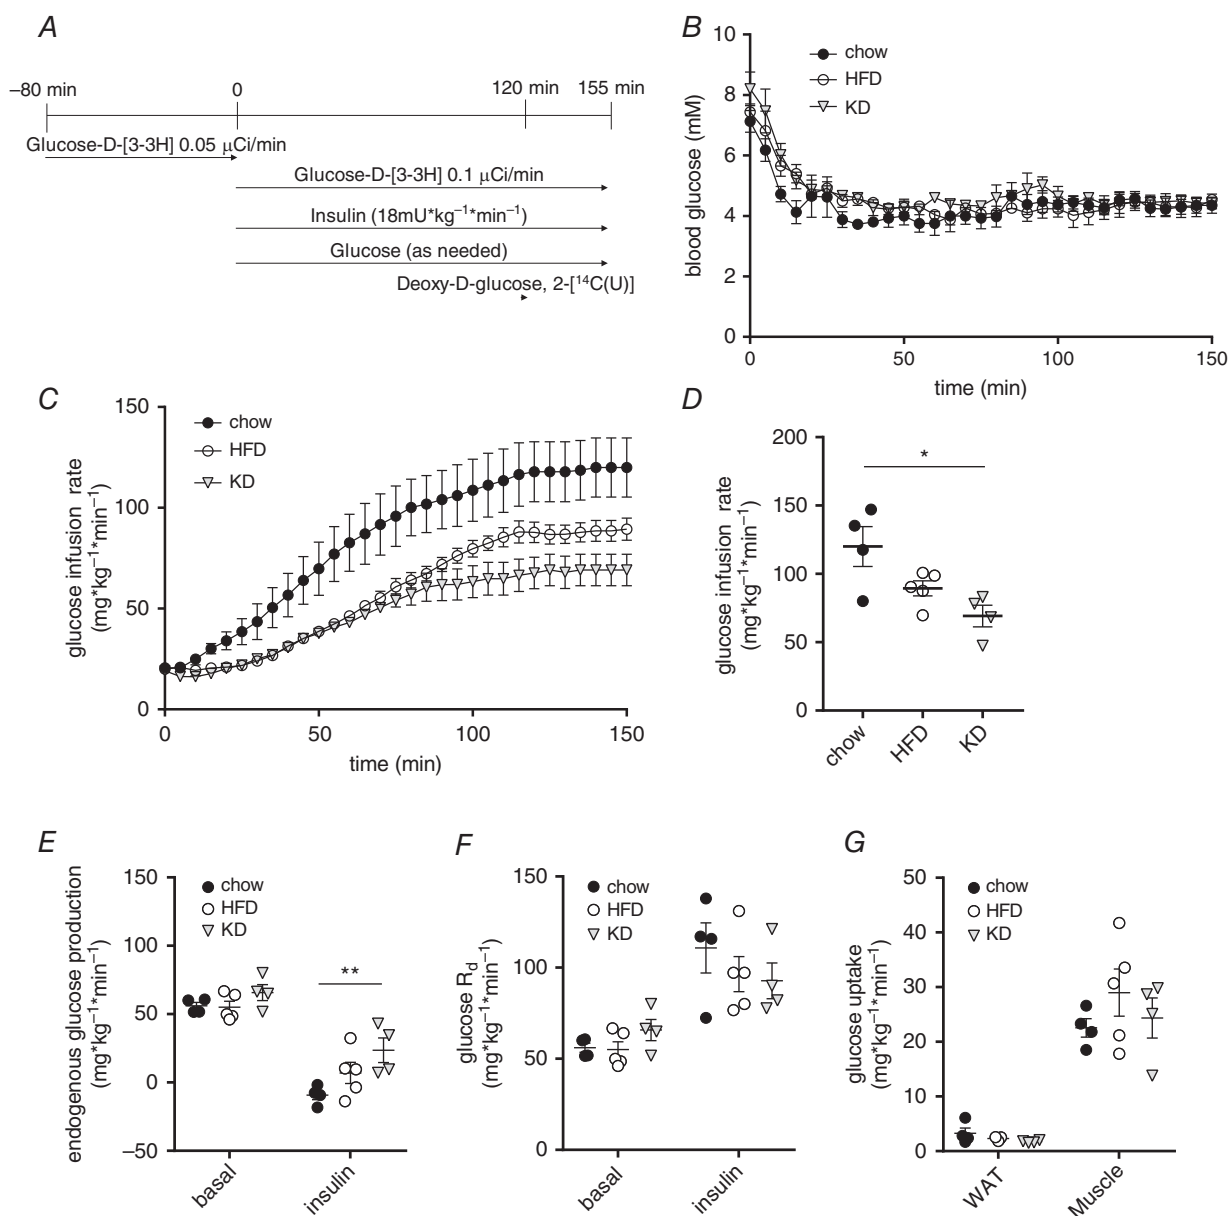 A
–80 min 0 120 min 155 min
Glucose-D-[3-3H] 0.05 μCi/min
Glucose-D-[3-3H] 0.1 μCi/min
Insulin (18mU*kg⁻¹*min⁻¹)
Glucose (as needed)
Deoxy-D-glucose, 2-[¹⁴C(U)]
B
blood glucose (mM)
10
8
6
4
2
0
chow
HFD
KD
0 50 100 150
time (min)
C
glucose infusion rate
(mg*kg⁻¹*min⁻¹)
150
100
50
0
chow
HFD
KD
0 50 100 150
time (min)
D
glucose infusion rate
(mg*kg⁻¹*min⁻¹)
200
150
100
50
0
*
chow HFD KD
E
endogenous glucose production
(mg*kg⁻¹*min⁻¹)
150
100
50
0
–50
chow
HFD
KD
**
basal insulin
F
glucose Rd
(mg*kg⁻¹*min⁻¹)
150
100
50
0
chow
HFD
KD
basal insulin
G
glucose uptake
(mg*kg⁻¹*min⁻¹)
50
40
30
20
10
0
chow
HFD
KD
WAT Muscle